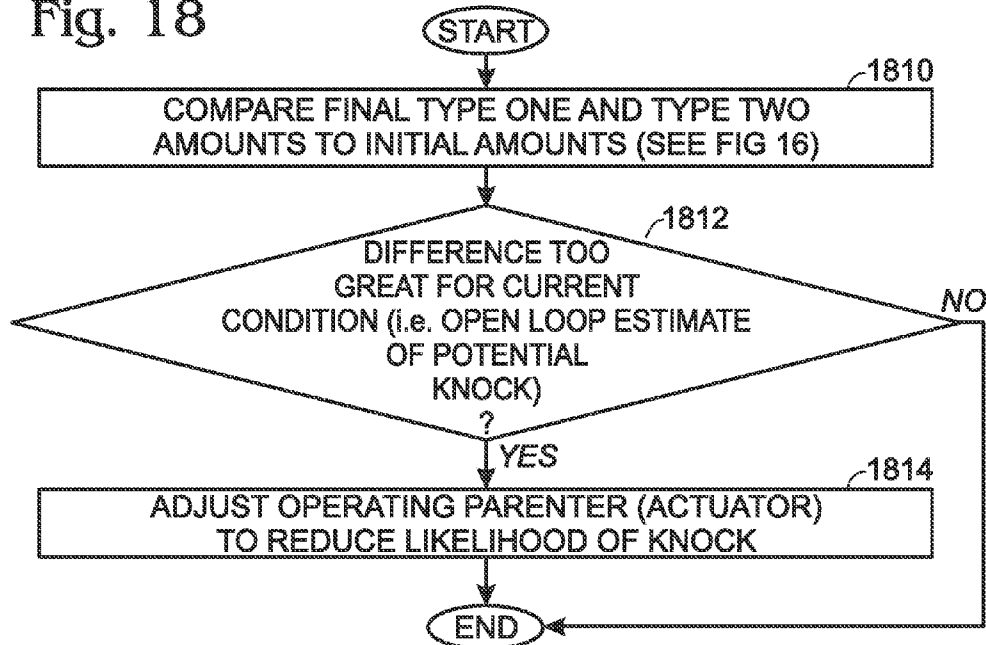 Fig. 18
START
1810
COMPARE FINAL TYPE ONE AND TYPE TWO
AMOUNTS TO INITIAL AMOUNTS (SEE FIG 16)
1812
DIFFERENCE TOO
GREAT FOR CURRENT
CONDITION (i.e. OPEN LOOP ESTIMATE
OF POTENTIAL
KNOCK)
?
NO
YES
1814
ADJUST OPERATING PARENTER (ACTUATOR)
TO REDUCE LIKELIHOOD OF KNOCK
END